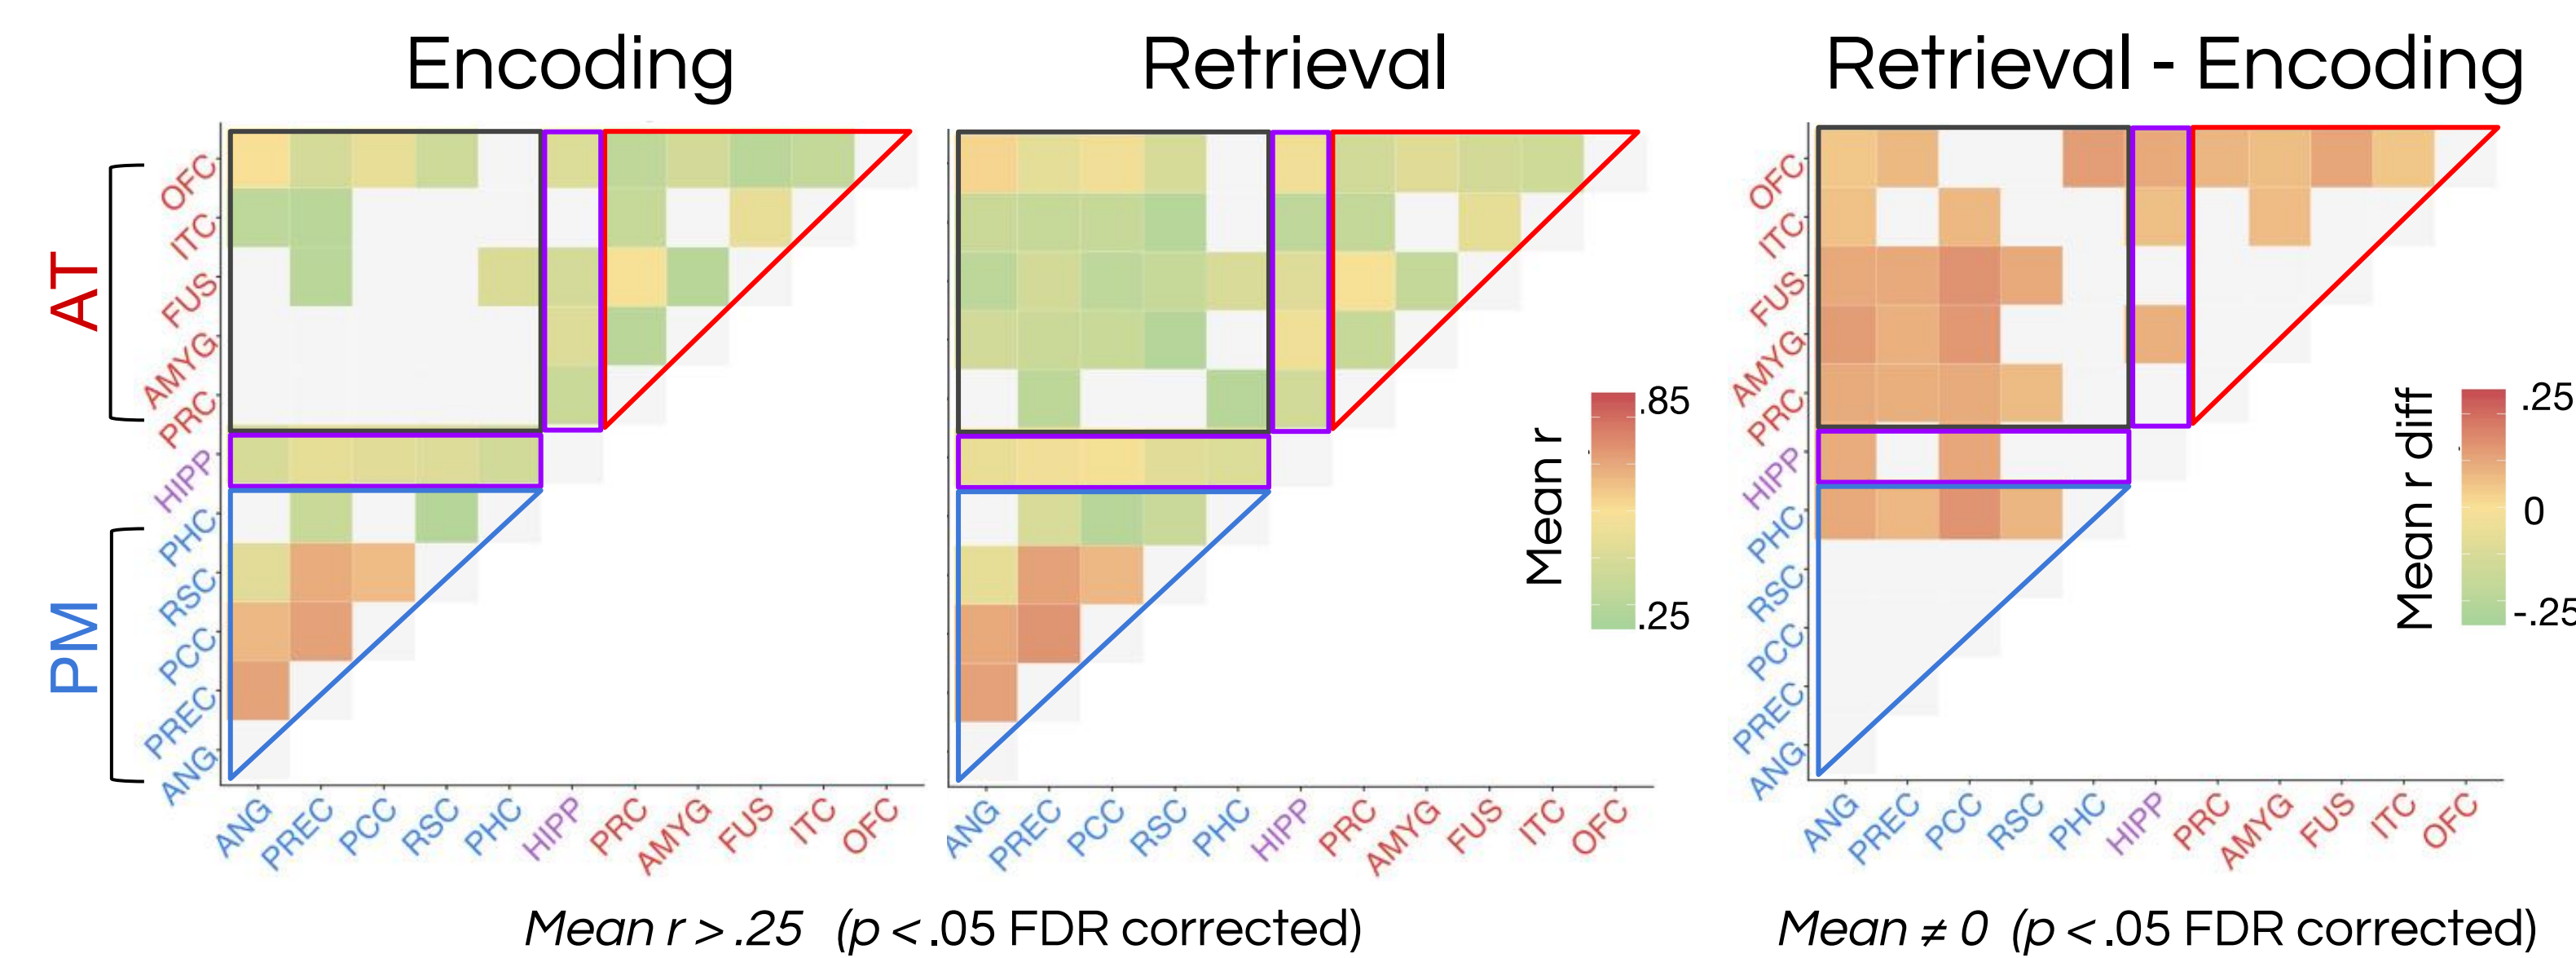 Encoding
Retrieval
Retrieval - Encoding
AT
OFC
ITC
FUS
AMYG
PRC
HIPP
PM
PHC
RSC
PCC
PREC
ANG
ANG PREC PCC RSC PHC HIPP PRC AMYG FUS ITC OFC
ANG PREC PCC RSC PHC HIPP PRC AMYG FUS ITC OFC
Mean r
.85
.25
OFC
ITC
FUS
AMYG
PRC
HIPP
PHC
RSC
PCC
PREC
ANG
ANG PREC PCC RSC PHC HIPP PRC AMYG FUS ITC OFC
Mean r diff
.25
0
-.25
Mean r > .25 (p < .05 FDR corrected)
Mean ≠ 0 (p < .05 FDR corrected)